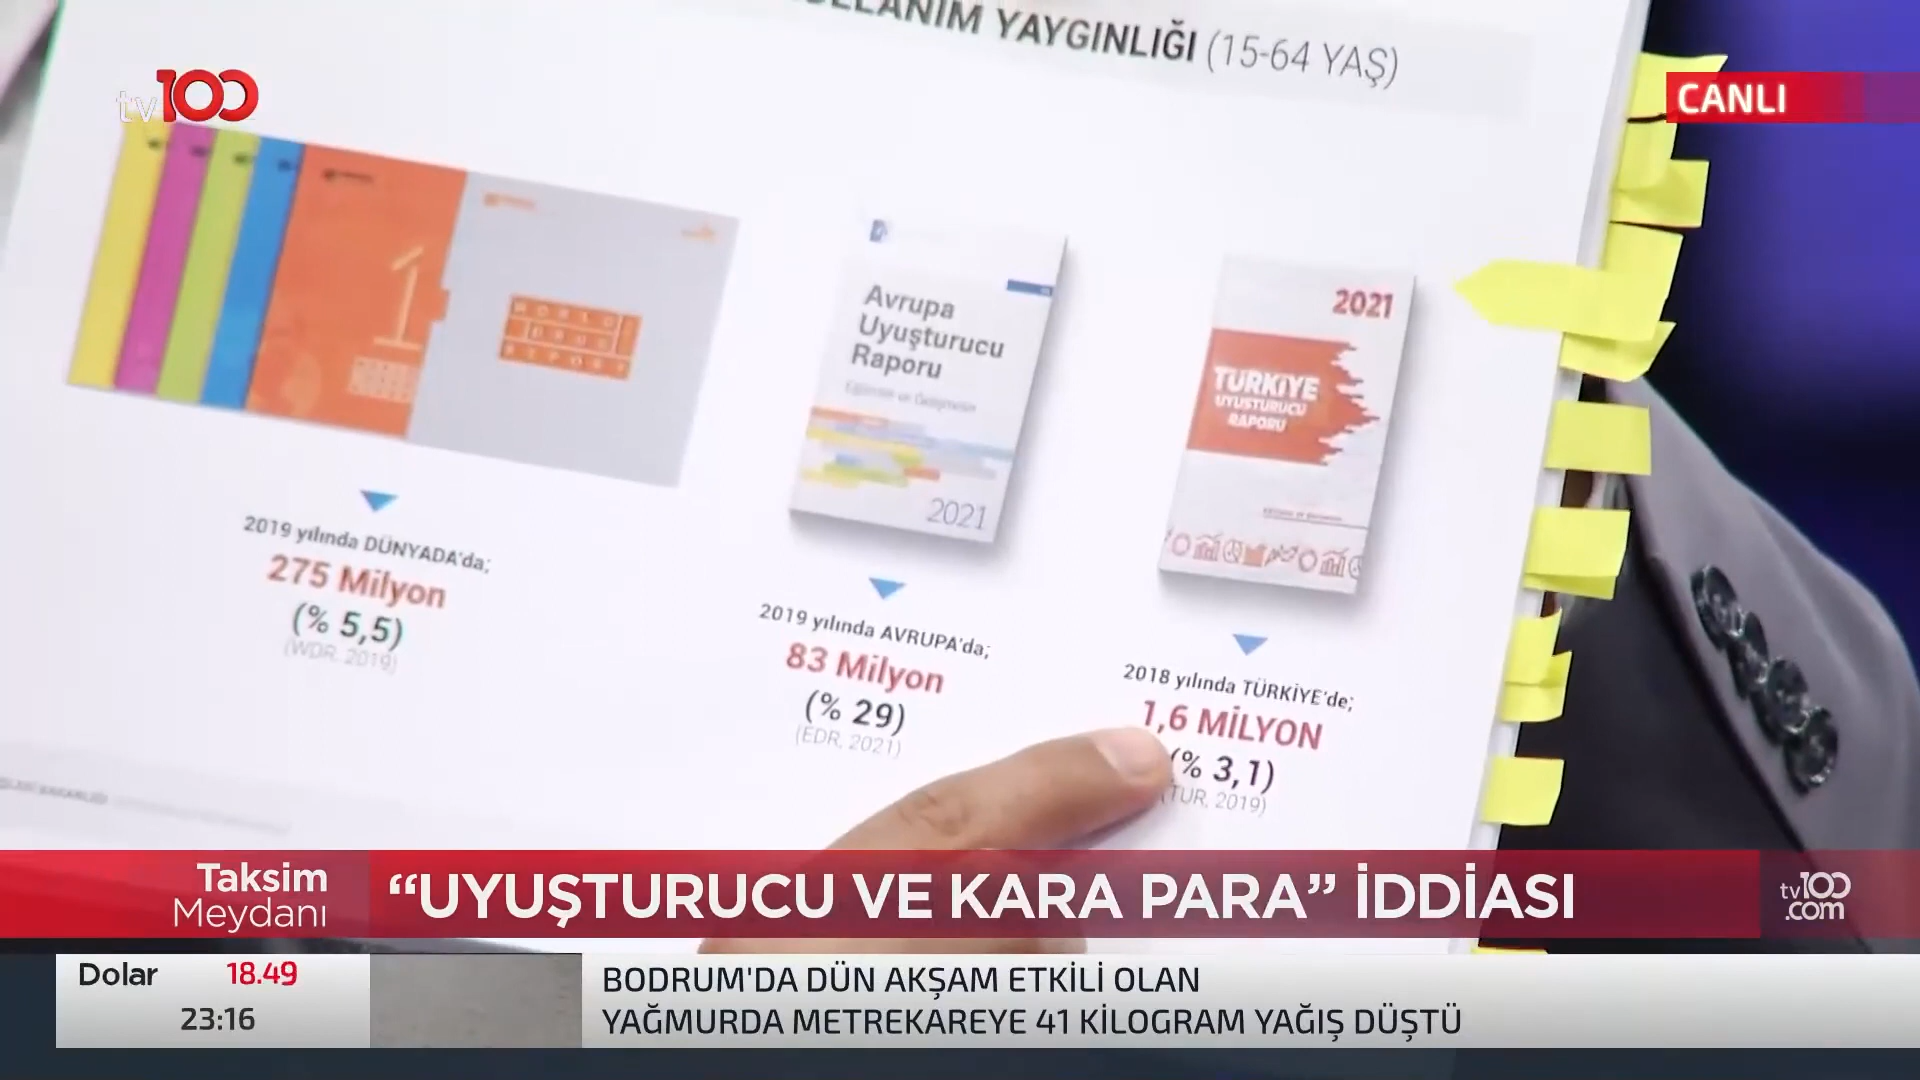 YAYGINLIĞI (15-64 YAŞ)
tv100
CANLI
WORLD
DRUG
REPORT
Avrupa
Uyuşturucu
Raporu
2021
2021
TÜRKİYE
UYUŞTURUCU
RAPORU
2019 yılında DÜNYADA'da;
275 Milyon
(% 5,5)
(WDR, 2019)
2019 yılında AVRUPA'da;
83 Milyon
(% 29)
(EDR, 2021)
2018 yılında TÜRKİYE'de;
1,6 MİLYON
(% 3,1)
(TUR, 2019)
Taksim
Meydanı
“UYUŞTURUCU VE KARA PARA” İDDİASI
tv100
.com
Dolar 18.49
23:16
BODRUM'DA DÜN AKŞAM ETKİLİ OLAN
YAĞMURDA METREKAREYE 41 KİLOGRAM YAĞIŞ DÜŞTÜ